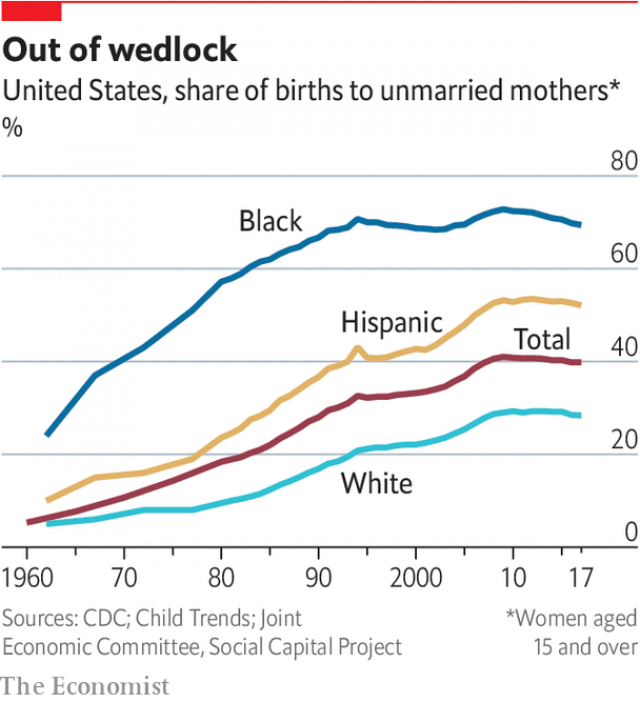 Out of wedlock
United States, share of births to unmarried mothers*
%
80
Black
60
Hispanic
Total
40
20
White
0
1960 70 80 90 2000 10 17
Sources: CDC; Child Trends; Joint
Economic Committee, Social Capital Project
*Women aged
15 and over
The Economist